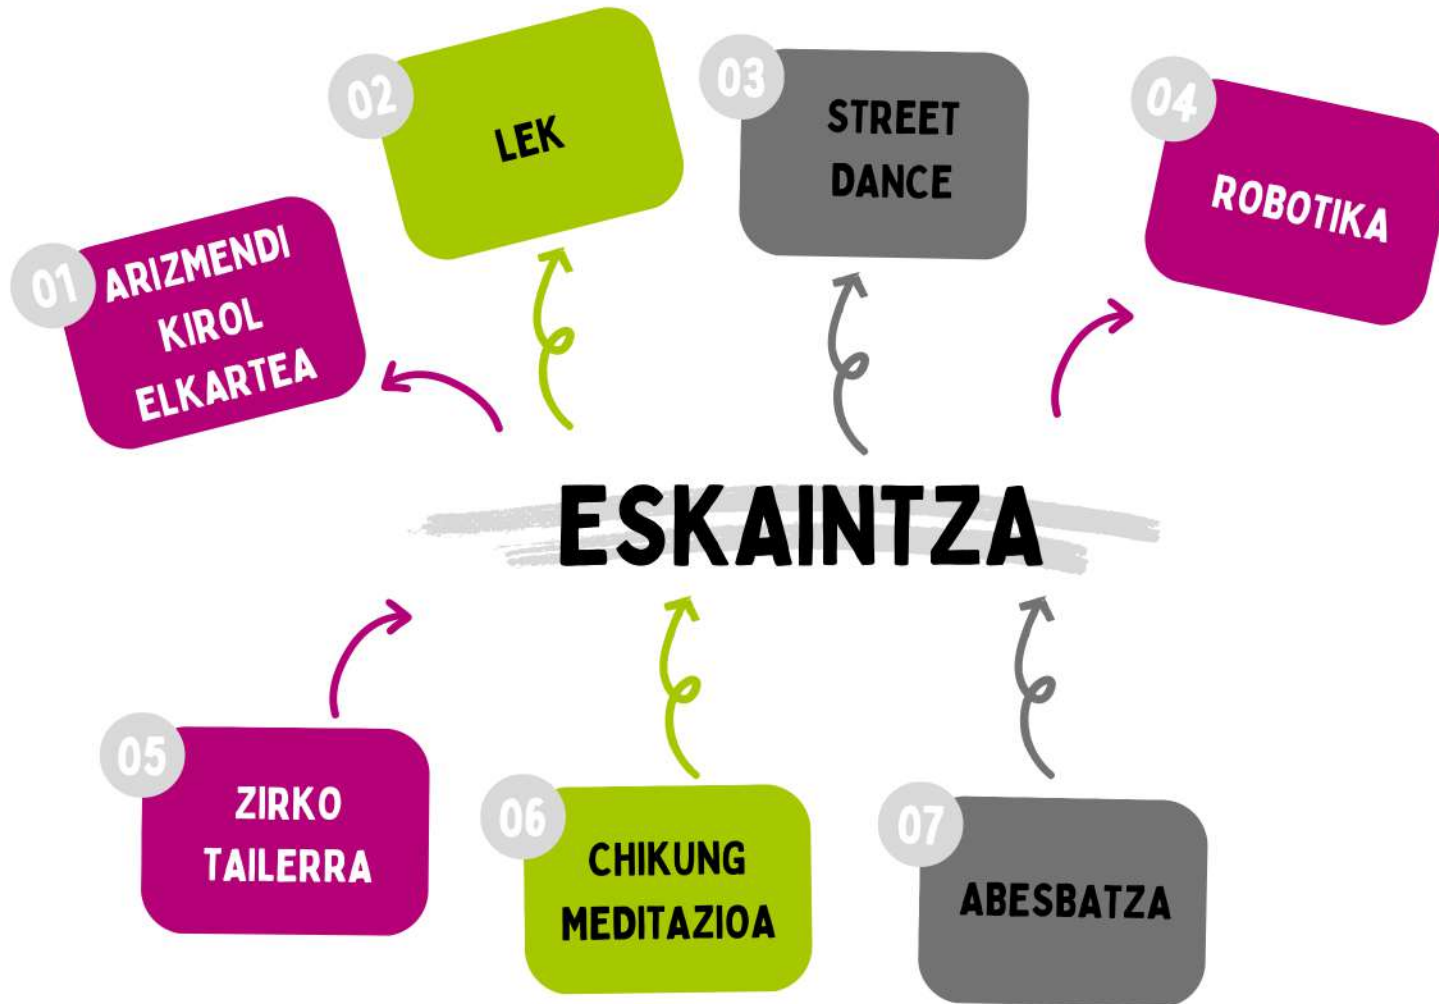 01
ARIZMENDI
KIROL
ELKARTEA
02
LEK
03
STREET
DANCE
04
ROBOTIKA
ESKAINTZA
05
ZIRKO
TAILERRA
06
CHIKUNG
MEDITAZIOA
07
ABESBATZA